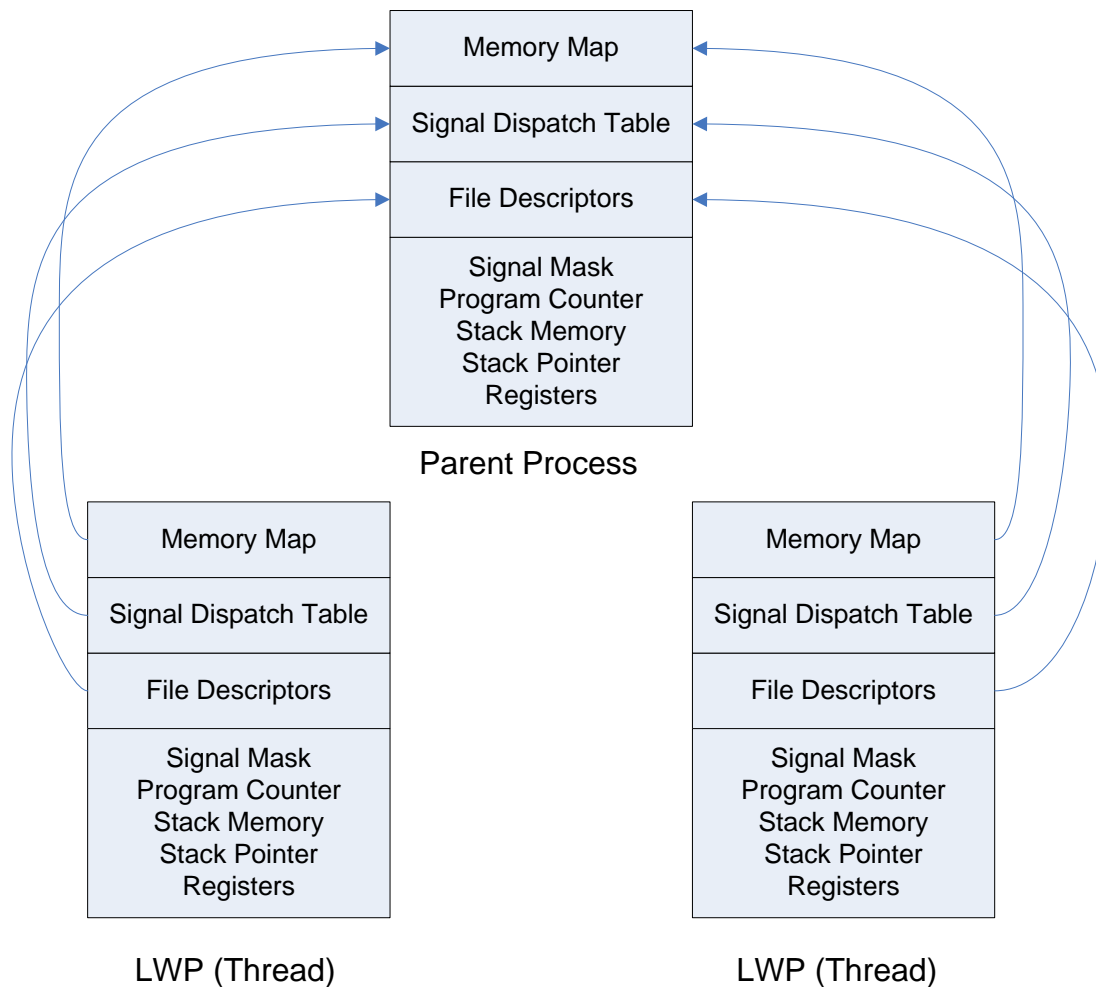 Memory Map
Signal Dispatch Table
File Descriptors
Signal Mask
Program Counter
Stack Memory
Stack Pointer
Registers
Parent Process
Memory Map
Signal Dispatch Table
File Descriptors
Signal Mask
Program Counter
Stack Memory
Stack Pointer
Registers
LWP (Thread)
Memory Map
Signal Dispatch Table
File Descriptors
Signal Mask
Program Counter
Stack Memory
Stack Pointer
Registers
LWP (Thread)